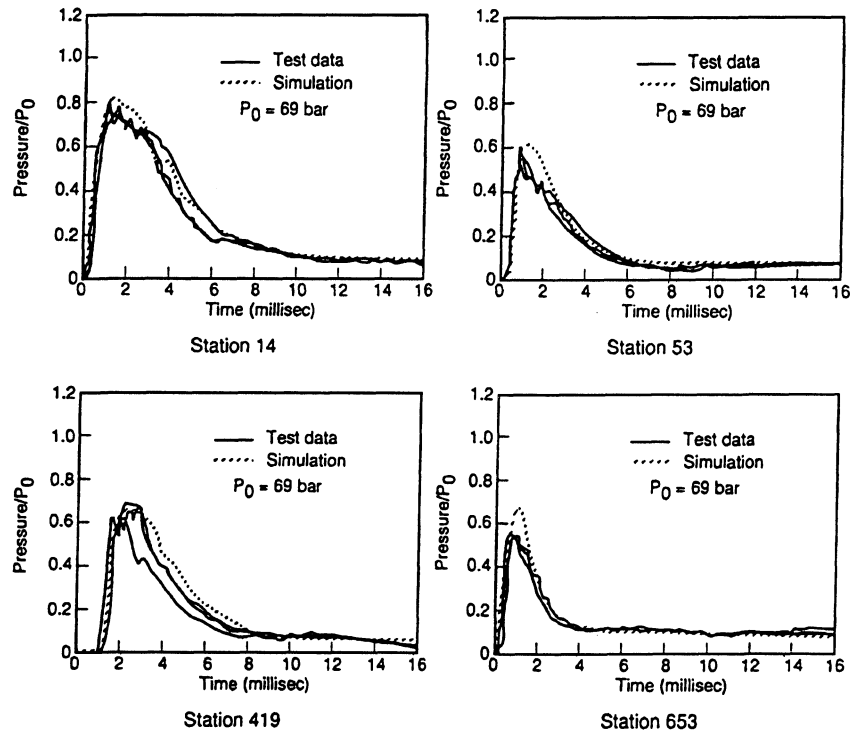 1.2
1.0
0.8
0.6
0.4
0.2
0
Pressure/P0
Test data
Simulation
P0 = 69 bar
0 2 4 6 8 10 12 14 16
Time (millisec)
Station 14
1.2
1.0
0.8
0.6
0.4
0.2
0
Pressure/P0
Test data
Simulation
P0 = 69 bar
0 2 4 6 8 10 12 14 16
Time (millisec)
Station 53
1.2
1.0
0.8
0.6
0.4
0.2
0
Pressure/P0
Test data
Simulation
P0 = 69 bar
0 2 4 6 8 10 12 14 16
Time (millisec)
Station 419
1.2
1.0
0.8
0.6
0.4
0.2
0
Pressure/P0
Test data
Simulation
P0 = 69 bar
0 2 4 6 8 10 12 14 16
Time (millisec)
Station 653